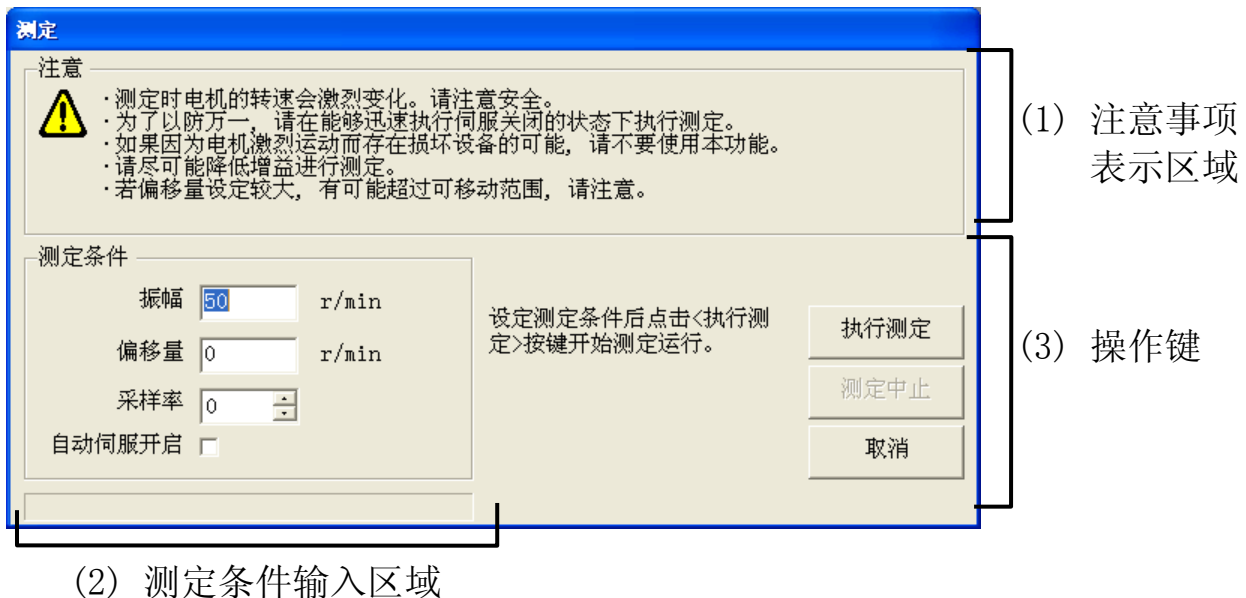 测定
注意
·测定时电机的转速会激烈变化。请注意安全。
·为了以防万一, 请在能够迅速执行伺服关闭的状态下执行测定。
·如果因为电机激烈运动而存在损坏设备的可能, 请不要使用本功能。
·请尽可能降低增益进行测定。
·若偏移量设定较大, 有可能超过可移动范围, 请注意。
(1) 注意事项
表示区域
测定条件
振幅 50 r/min
偏移量 0 r/min
采样率 0
自动伺服开启
设定测定条件后点击<执行测
定>按键开始测定运行。
执行测定
测定中止
取消
(3) 操作键
(2) 测定条件输入区域